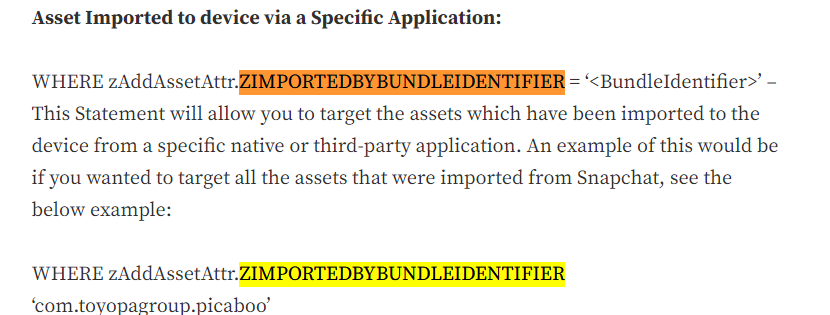 Asset Imported to device via a Specific Application:
WHERE zAddAssetAttr.ZIMPORTEDBYBUNDLEIDENTIFIER = ‘<BundleIdentifier>’ –
This Statement will allow you to target the assets which have been imported to the
device from a specific native or third-party application. An example of this would be
if you wanted to target all the assets that were imported from Snapchat, see the
below example:
WHERE zAddAssetAttr.ZIMPORTEDBYBUNDLEIDENTIFIER
‘com.toyopagroup.picaboo’